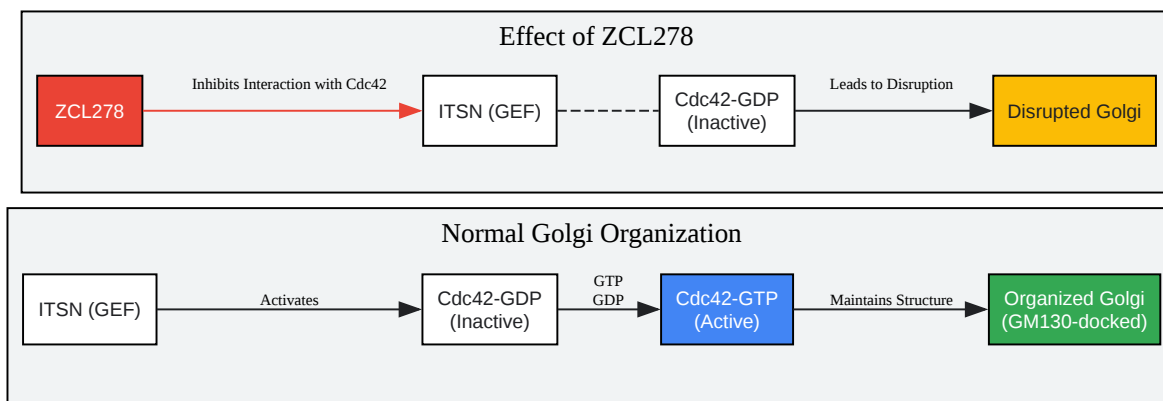 Effect of ZCL278
Inhibits Interaction with Cdc42
Leads to Disruption
ZCL278
ITSN (GEF)
Cdc42-GDP
(Inactive)
Disrupted Golgi
Normal Golgi Organization
ITSN (GEF)
Activates
Cdc42-GDP
(Inactive)
GTP
GDP
Cdc42-GTP
(Active)
Maintains Structure
Organized Golgi
(GM130-docked)